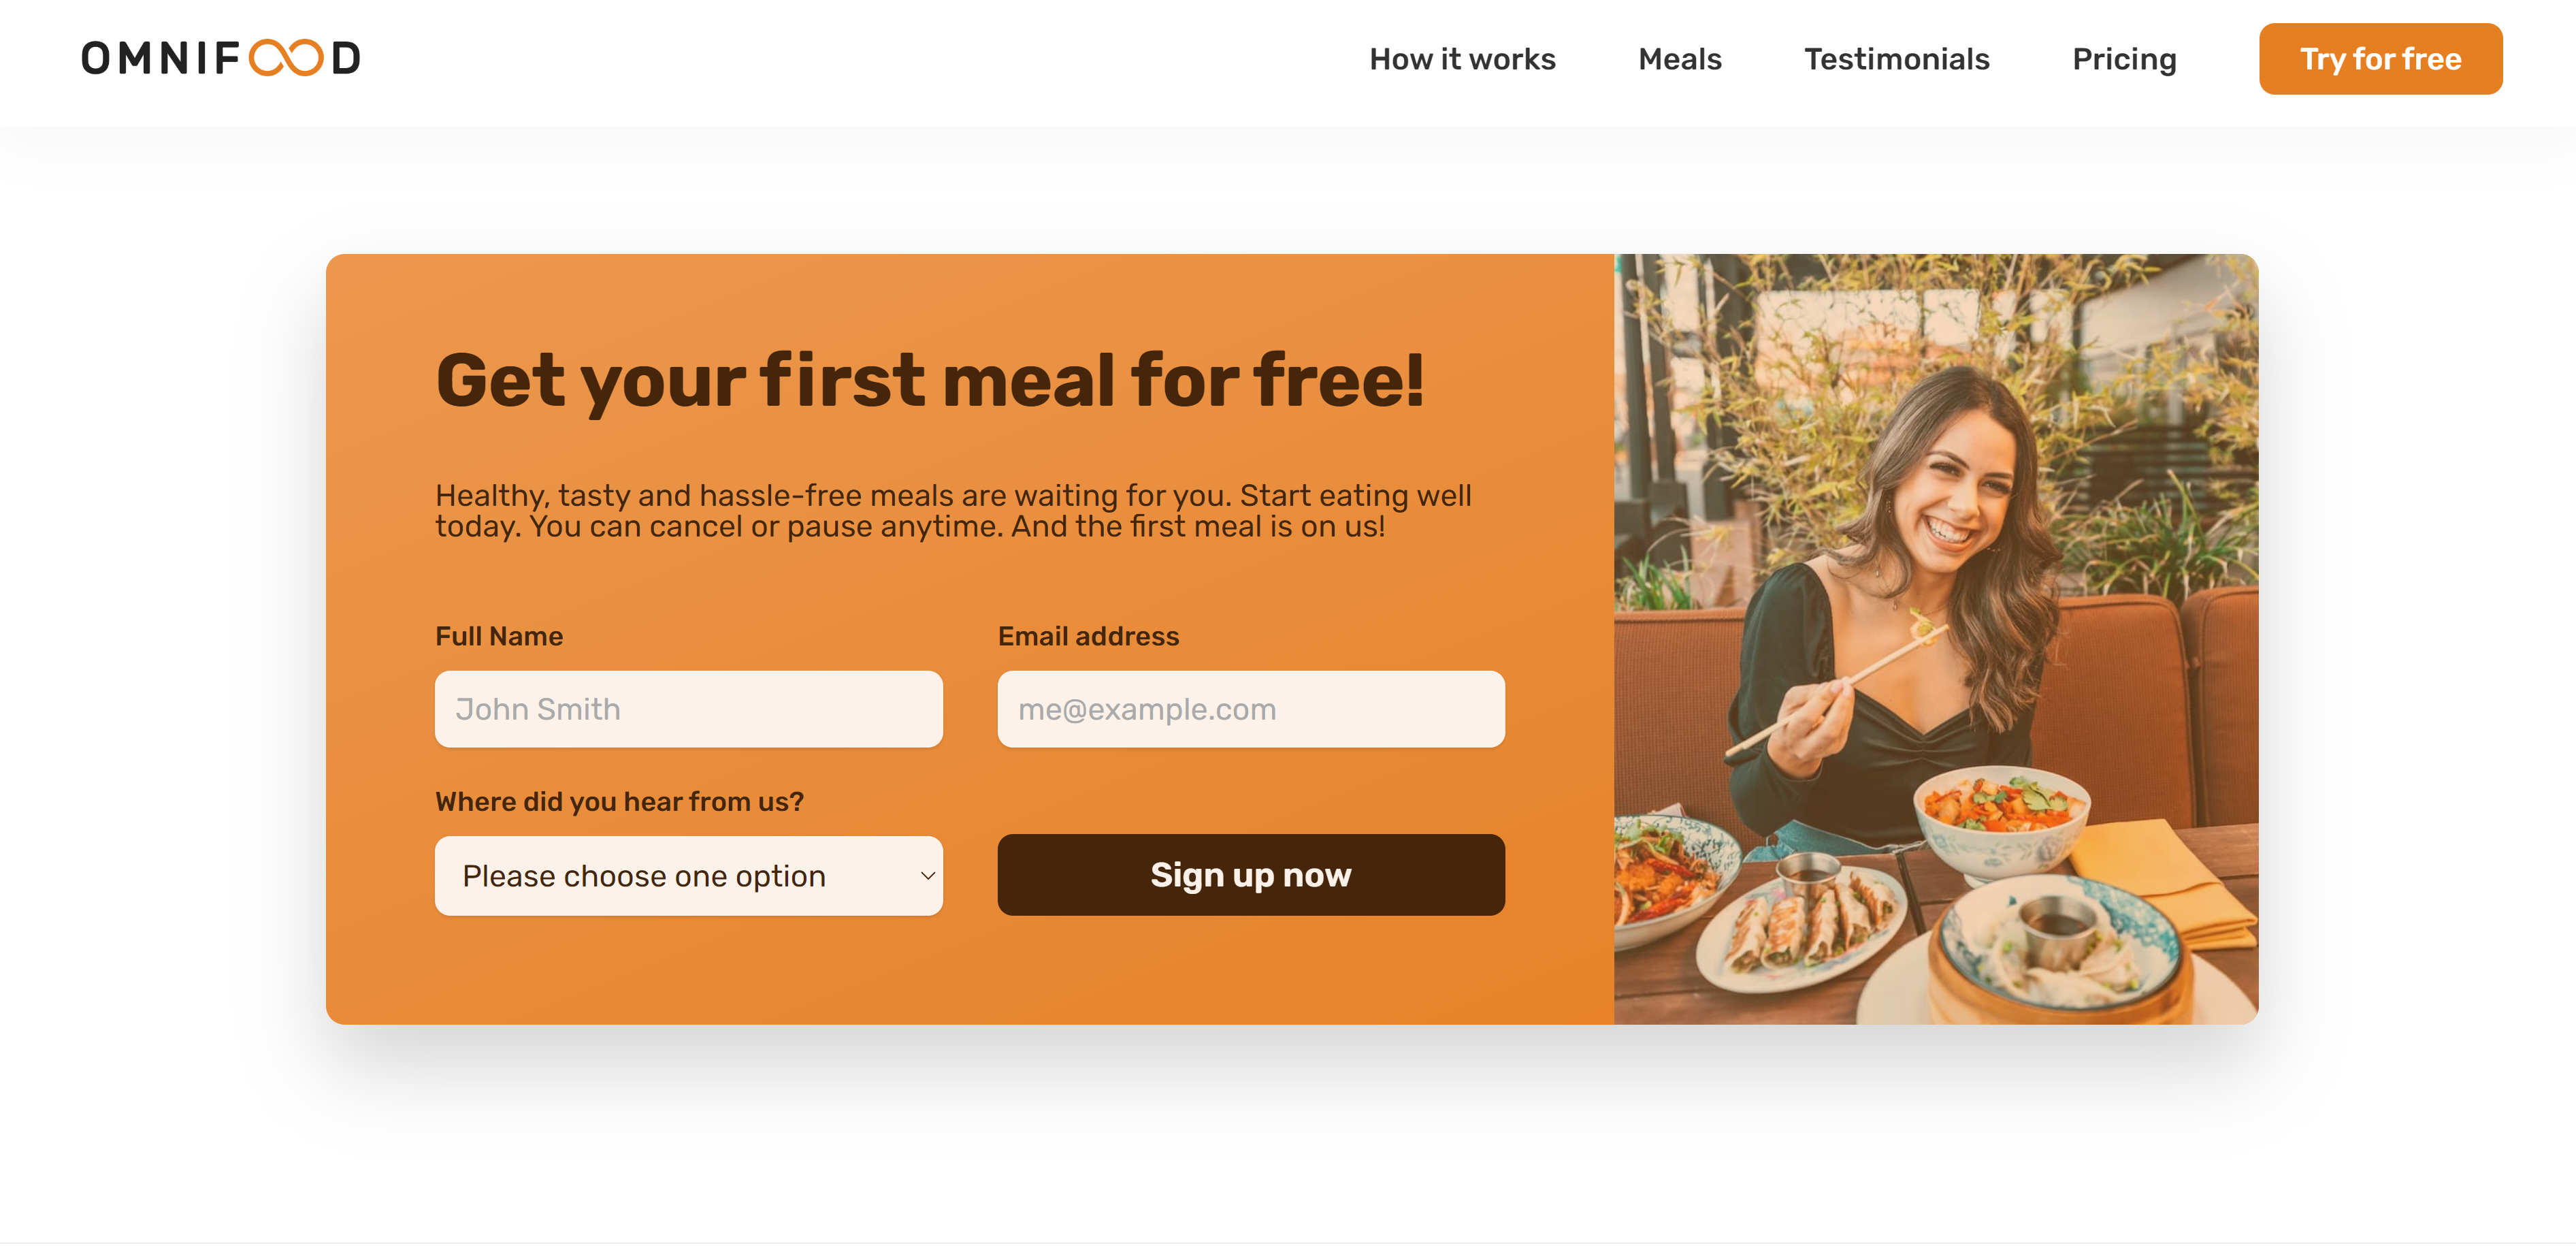 OMNIFOOD
How it works
Meals
Testimonials
Pricing
Try for free
Get your first meal for free!
Healthy, tasty and hassle-free meals are waiting for you. Start eating well
today. You can cancel or pause anytime. And the first meal is on us!
Full Name
Email address
John Smith
me@example.com
Where did you hear from us?
Please choose one option
Sign up now